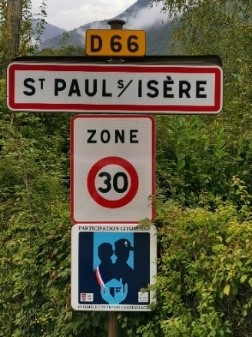 D66
ST PAUL S/ISÈRE
ZONE
30
PARTICIPATION CITOYENNE